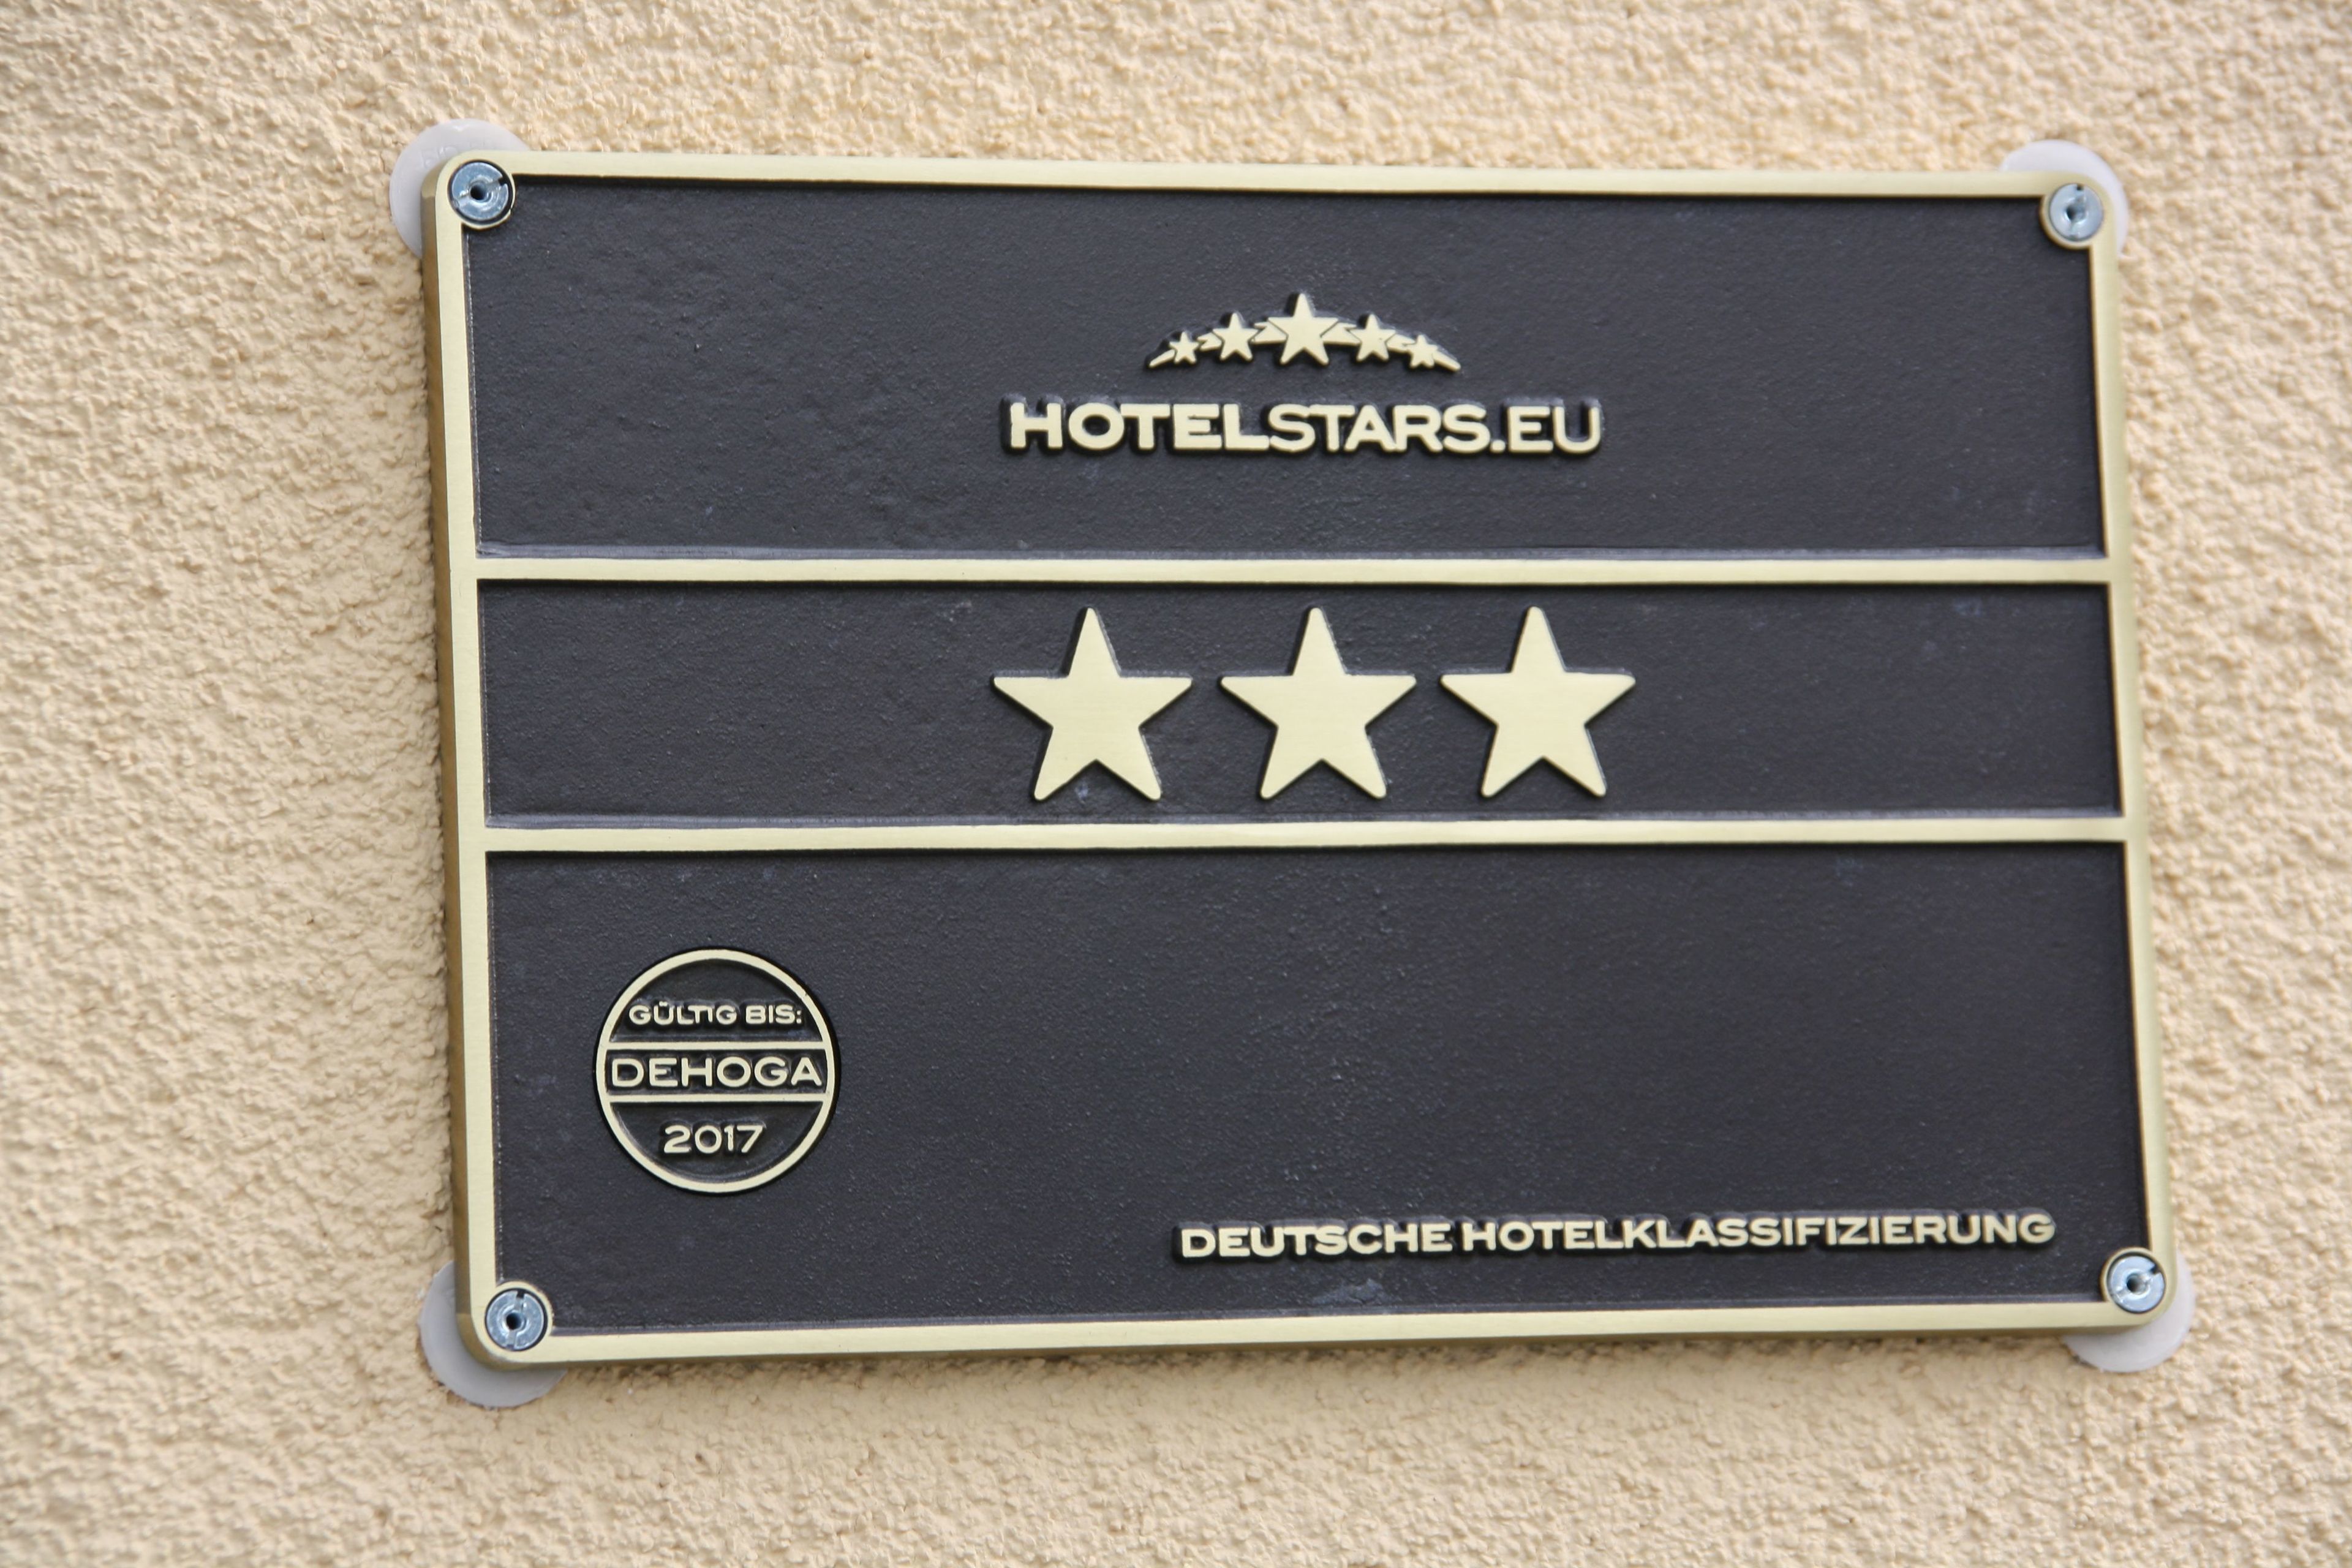 HOTELSTARS.EU
GÜLTIG BIS:
DEHOGA
2017
DEUTSCHE HOTELKLASSIFIZIERUNG